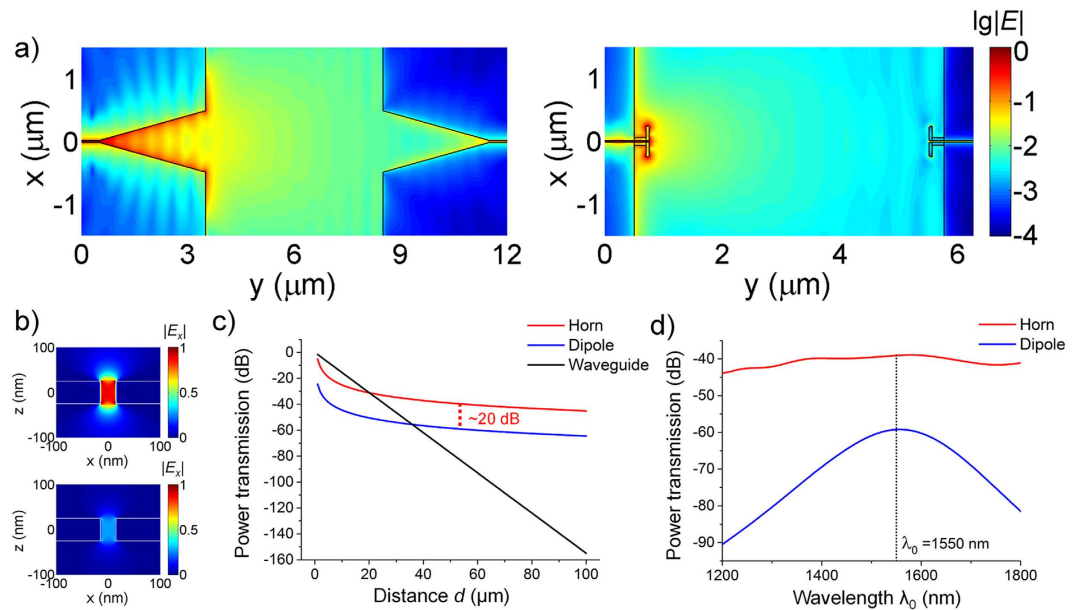 a)
lg|E|
x (μm)
1
0
-1
0
3
6
9
12
y (μm)
x (μm)
1
0
-1
0
2
4
6
y (μm)
0
-1
-2
-3
-4
b)
|Eₓ|
z (nm)
100
0
-100
-100
0
100
x (nm)
1
0.5
0
|Eₓ|
z (nm)
100
0
-100
-100
0
100
x (nm)
1
0.5
0
c)
Horn
Dipole
Waveguide
Power transmission (dB)
0
-20
-40
-60
-80
-100
-120
-140
-160
~20 dB
0
20
40
60
80
100
Distance d (μm)
d)
Horn
Dipole
Power transmission (dB)
-40
-50
-60
-70
-80
-90
λ₀ =1550 nm
1200
1400
1600
1800
Wavelength λ₀ (nm)